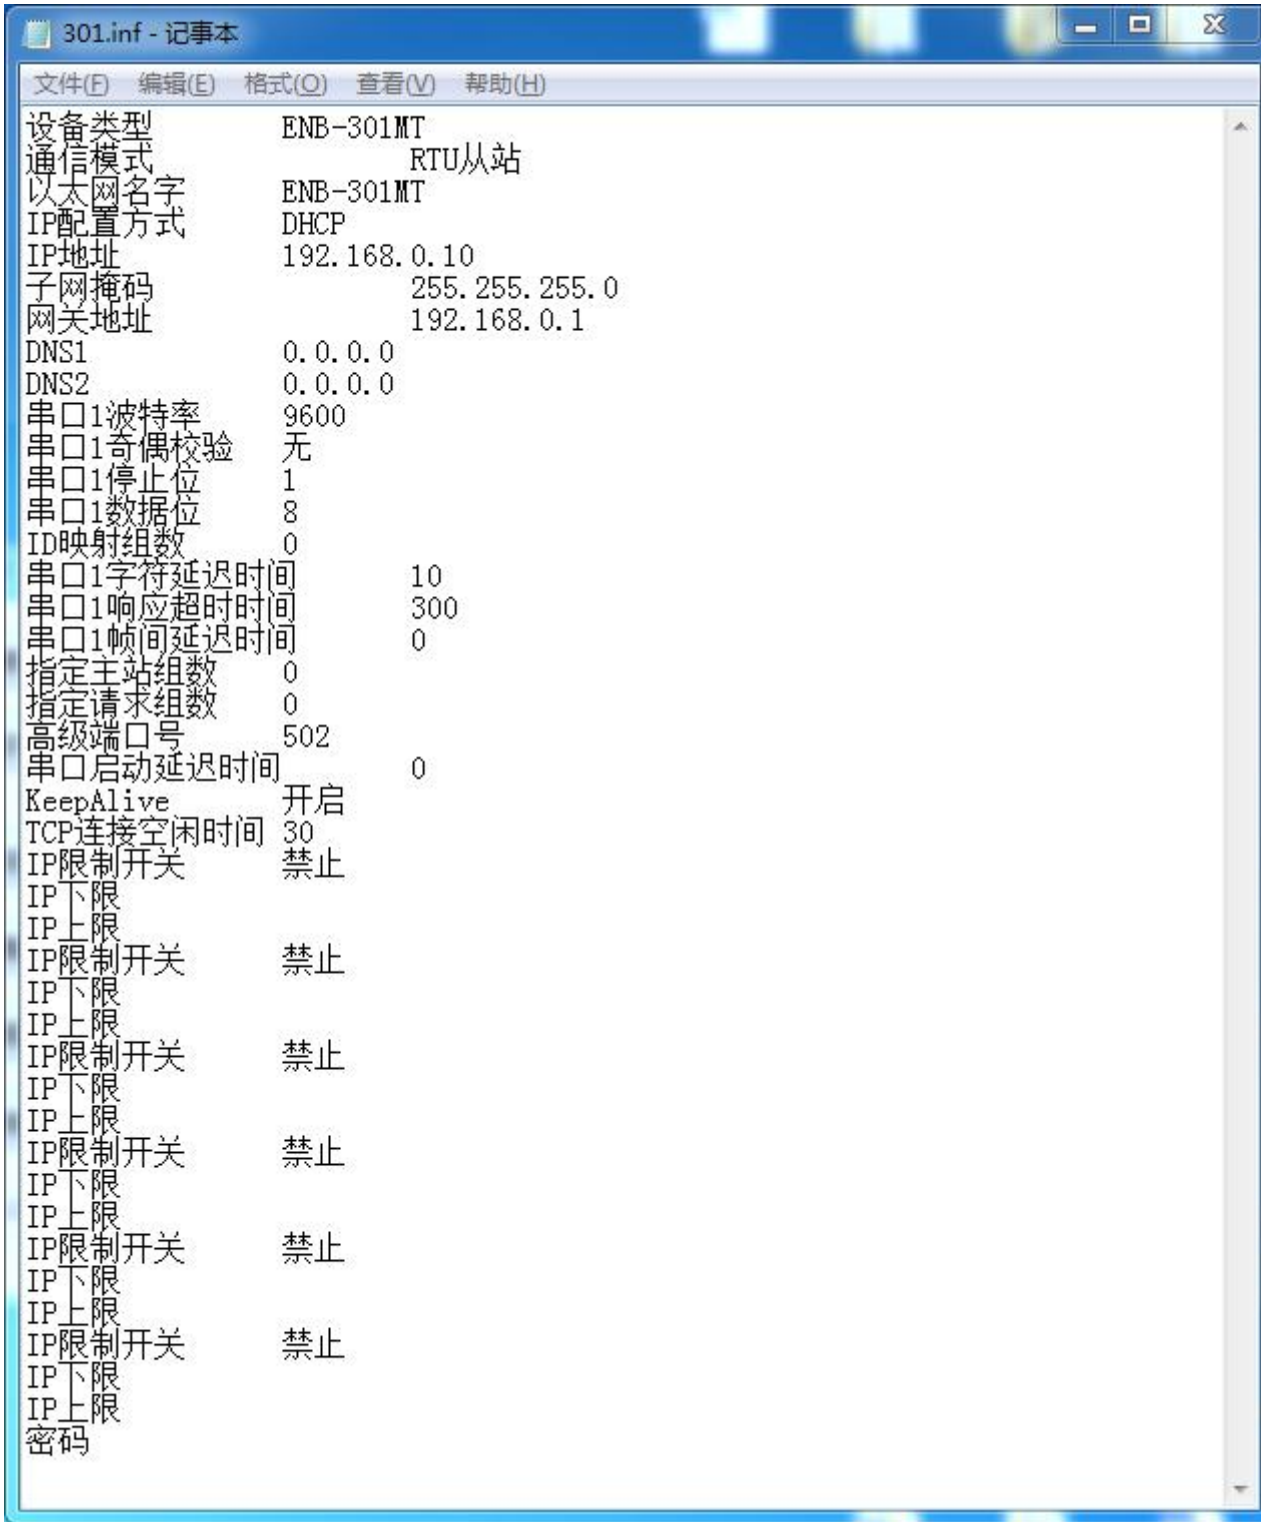 301.inf - 记事本
文件(F) 编辑(E) 格式(O) 查看(V) 帮助(H)
设备类型 ENB-301MT
通信模式 RTU从站
以太网名字 ENB-301MT
IP配置方式 DHCP
IP地址 192.168.0.10
子网掩码 255.255.255.0
网关地址 192.168.0.1
DNS1 0.0.0.0
DNS2 0.0.0.0
串口1波特率 9600
串口1奇偶校验 无
串口1停止位 1
串口1数据位 8
ID映射组数 0
串口1字符延迟时间 10
串口1响应超时时间 300
串口1帧间延迟时间 0
指定主站组数 0
指定请求组数 0
高级端口号 502
串口启动延迟时间 0
KeepAlive 开启
TCP连接空闲时间 30
IP限制开关 禁止
IP下限
IP上限
IP限制开关 禁止
IP下限
IP上限
IP限制开关 禁止
IP下限
IP上限
IP限制开关 禁止
IP下限
IP上限
IP限制开关 禁止
IP下限
IP上限
IP限制开关 禁止
IP下限
IP上限
密码